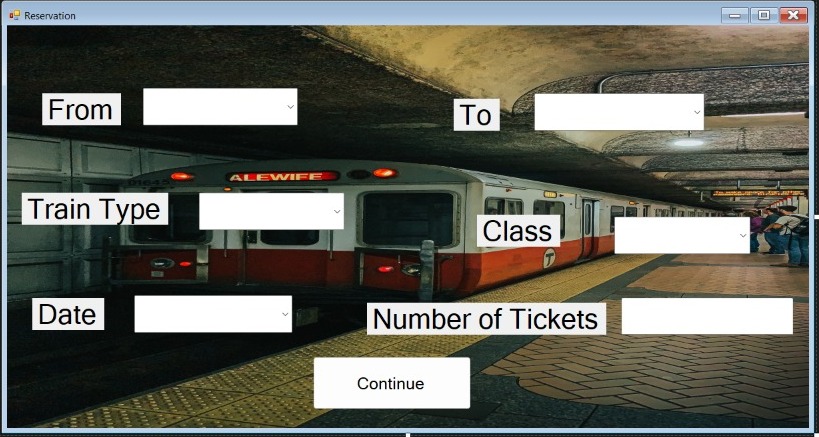 Reservation
From
To
ALEWIFE
Train Type
Class
T
Date
Number of Tickets
Continue